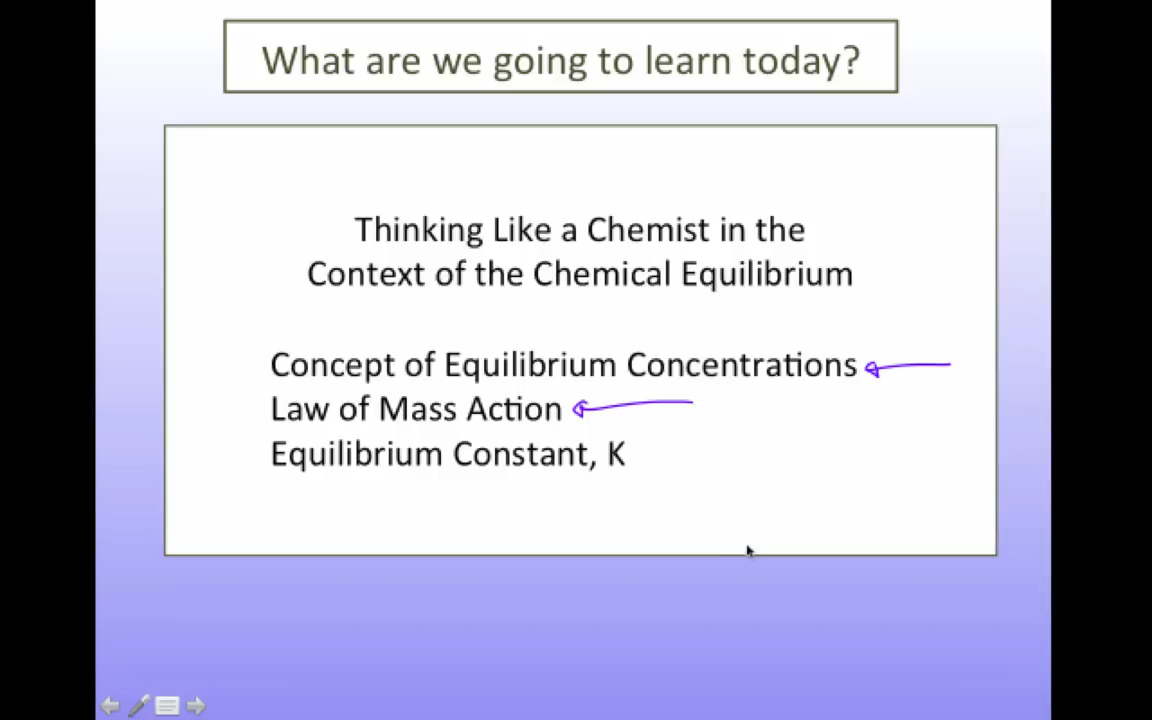 What are we going to learn today?
Thinking Like a Chemist in the
Context of the Chemical Equilibrium
Concept of Equilibrium Concentrations
Law of Mass Action
Equilibrium Constant, K